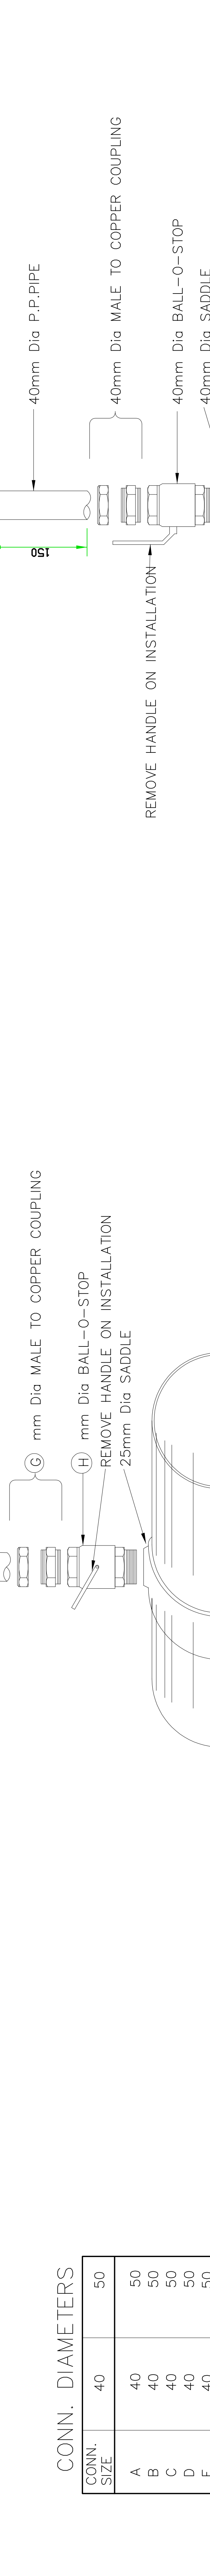 CONN. DIAMETERS
CONN. SIZE 40 50
A 40 50
B 40 50
C 40 50
D 40 50
40 50
G mm Dia MALE TO COPPER COUPLING
H mm Dia BALL-O-STOP
REMOVE HANDLE ON INSTALLATION
25mm Dia SADDLE
150
40mm Dia P.P.PIPE
40mm Dia MALE TO COPPER COUPLING
REMOVE HANDLE ON INSTALLATION
40mm Dia BALL-O-STOP
40mm Dia SADDLE